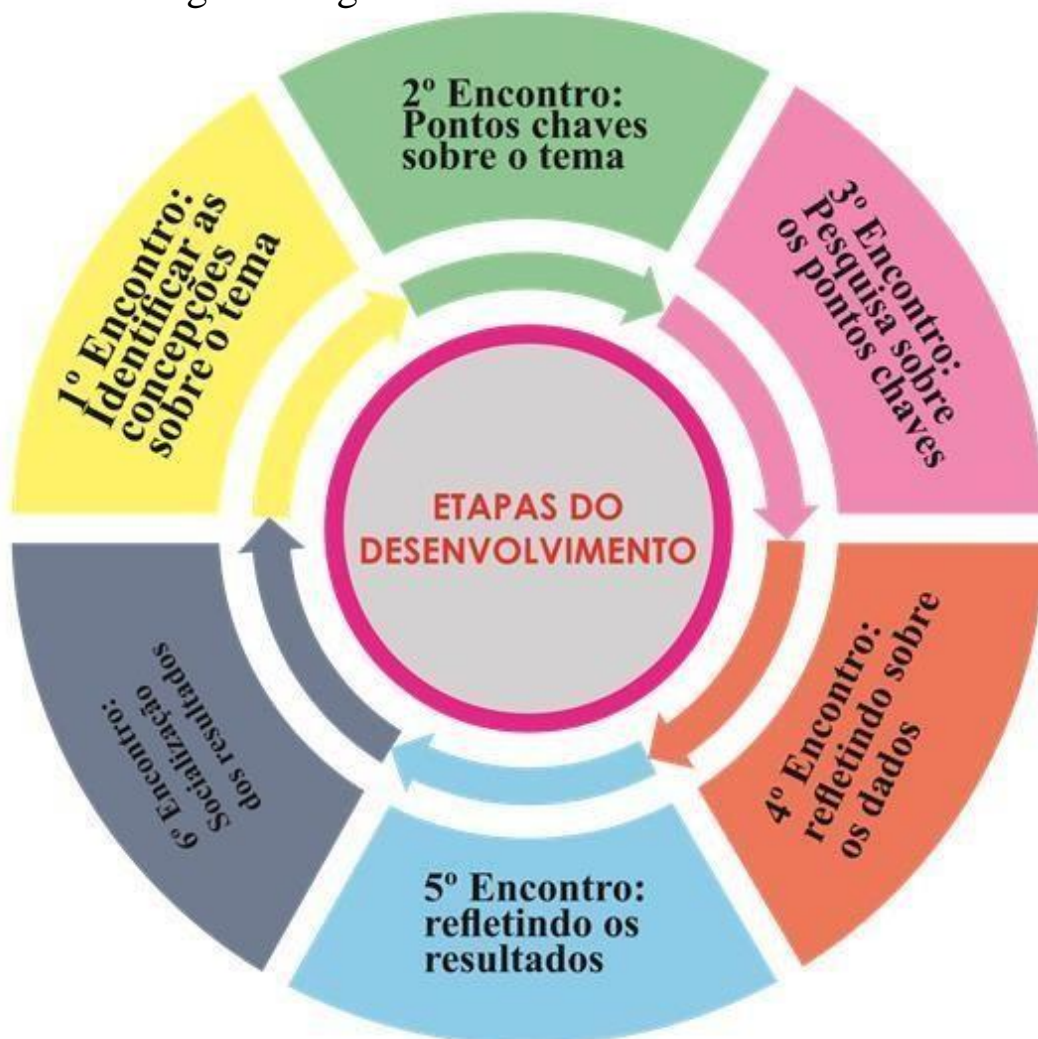 1º Encontro:
Identificar as
concepções
sobre o tema
2º Encontro:
Pontos chaves
sobre o tema
3º Encontro:
Pesquisa sobre
os pontos chaves
4º Encontro:
refletindo sobre
os dados
5º Encontro:
refletindo os
resultados
6º Encontro:
Socialização
dos resultados
ETAPAS DO
DESENVOLVIMENTO